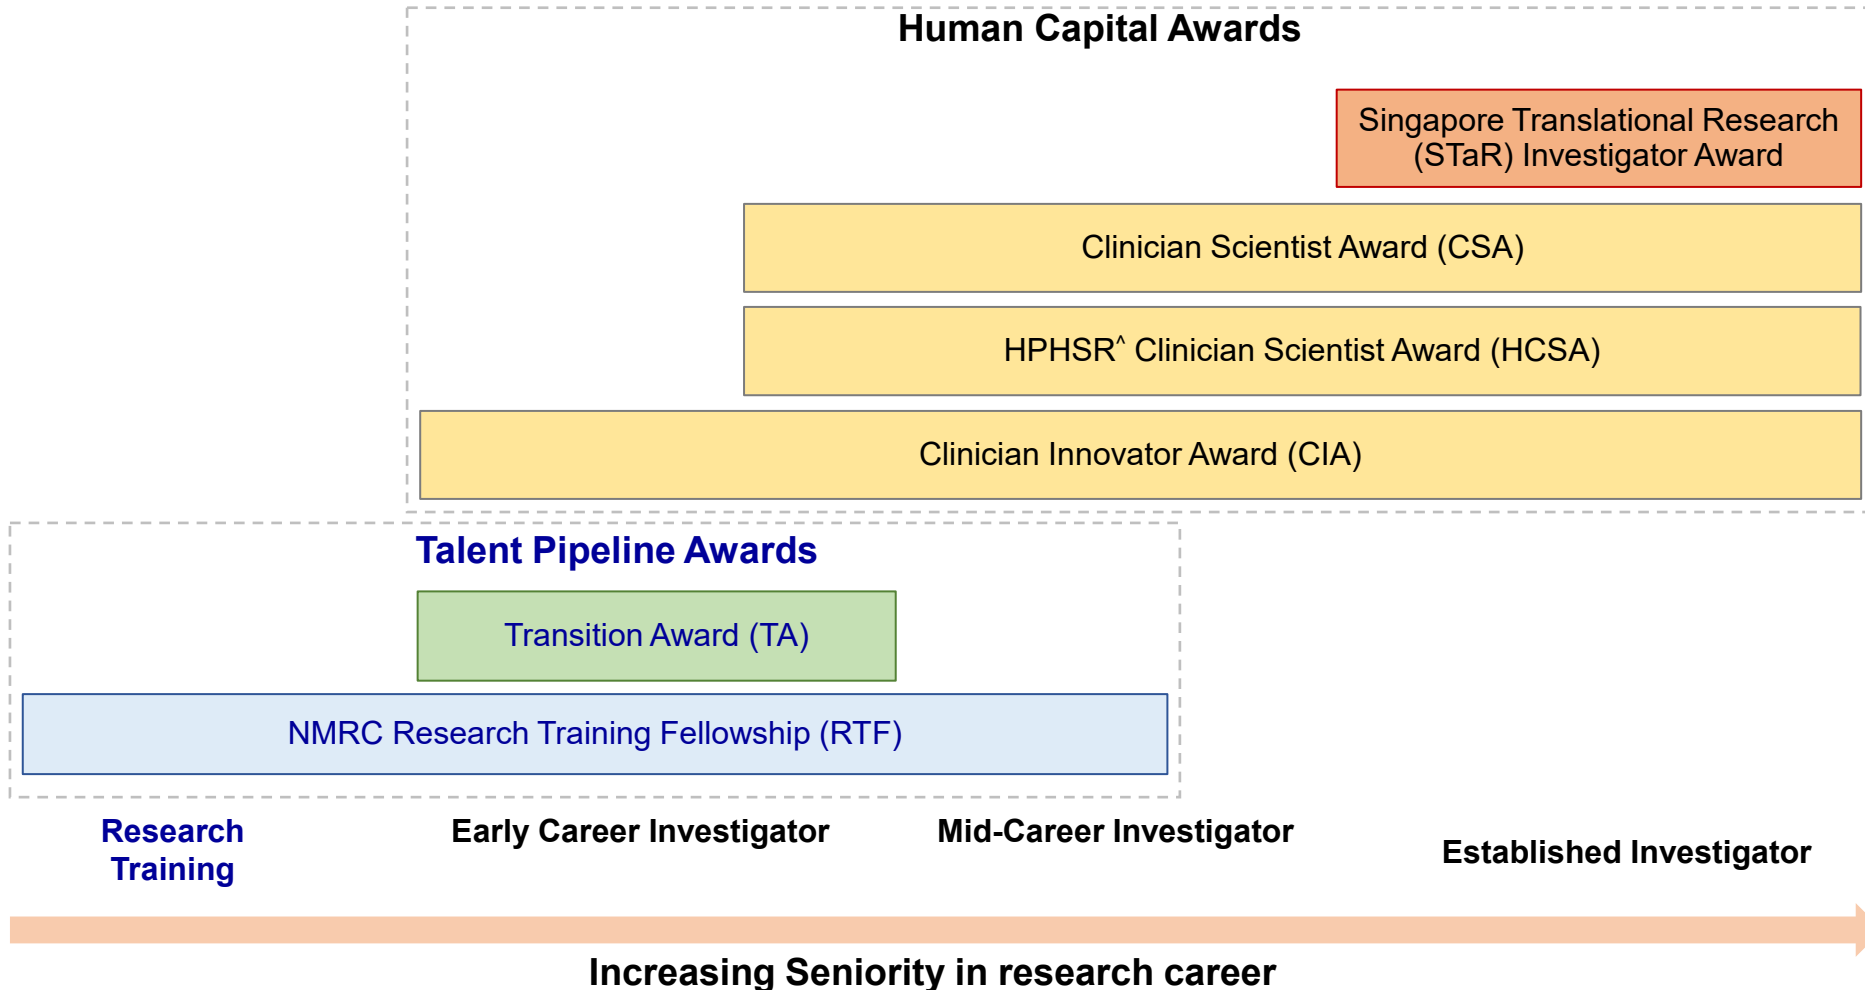 Human Capital Awards
Singapore Translational Research
(STaR) Investigator Award
Clinician Scientist Award (CSA)
HPHSR^ Clinician Scientist Award (HCSA)
Clinician Innovator Award (CIA)
Talent Pipeline Awards
Transition Award (TA)
NMRC Research Training Fellowship (RTF)
Research
Training
Early Career Investigator
Mid-Career Investigator
Established Investigator
Increasing Seniority in research career